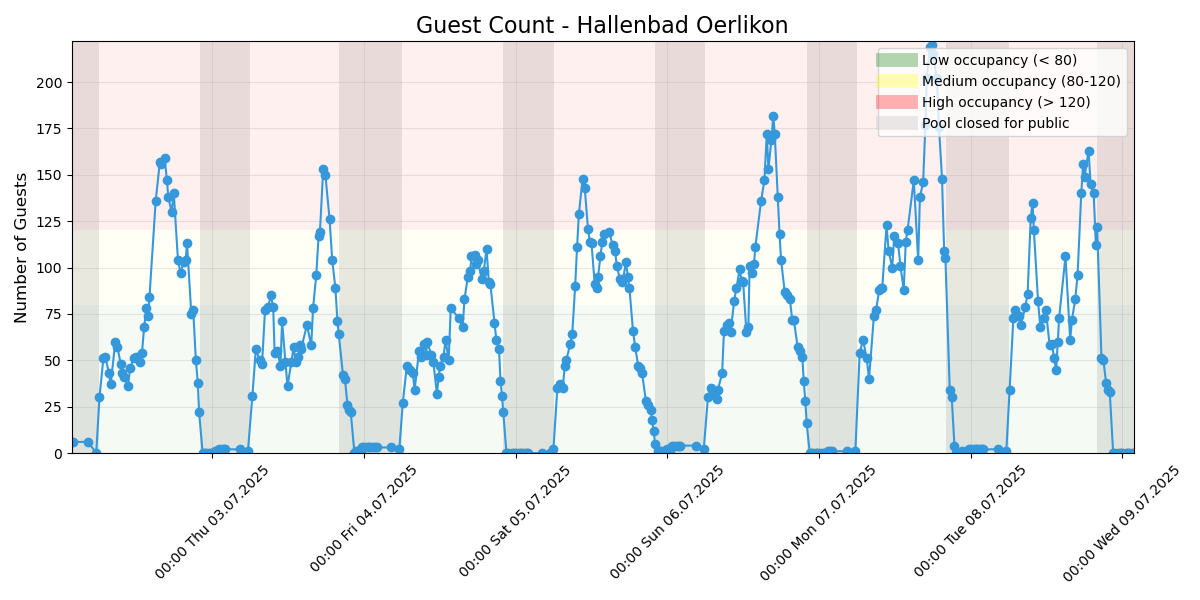 Guest Count - Hallenbad Oerlikon
Number of Guests
200
175
150
125
100
75
50
25
0
Low occupancy (< 80)
Medium occupancy (80-120)
High occupancy (> 120)
Pool closed for public
00:00 Thu 03.07.2025
00:00 Fri 04.07.2025
00:00 Sat 05.07.2025
00:00 Sun 06.07.2025
00:00 Mon 07.07.2025
00:00 Tue 08.07.2025
00:00 Wed 09.07.2025